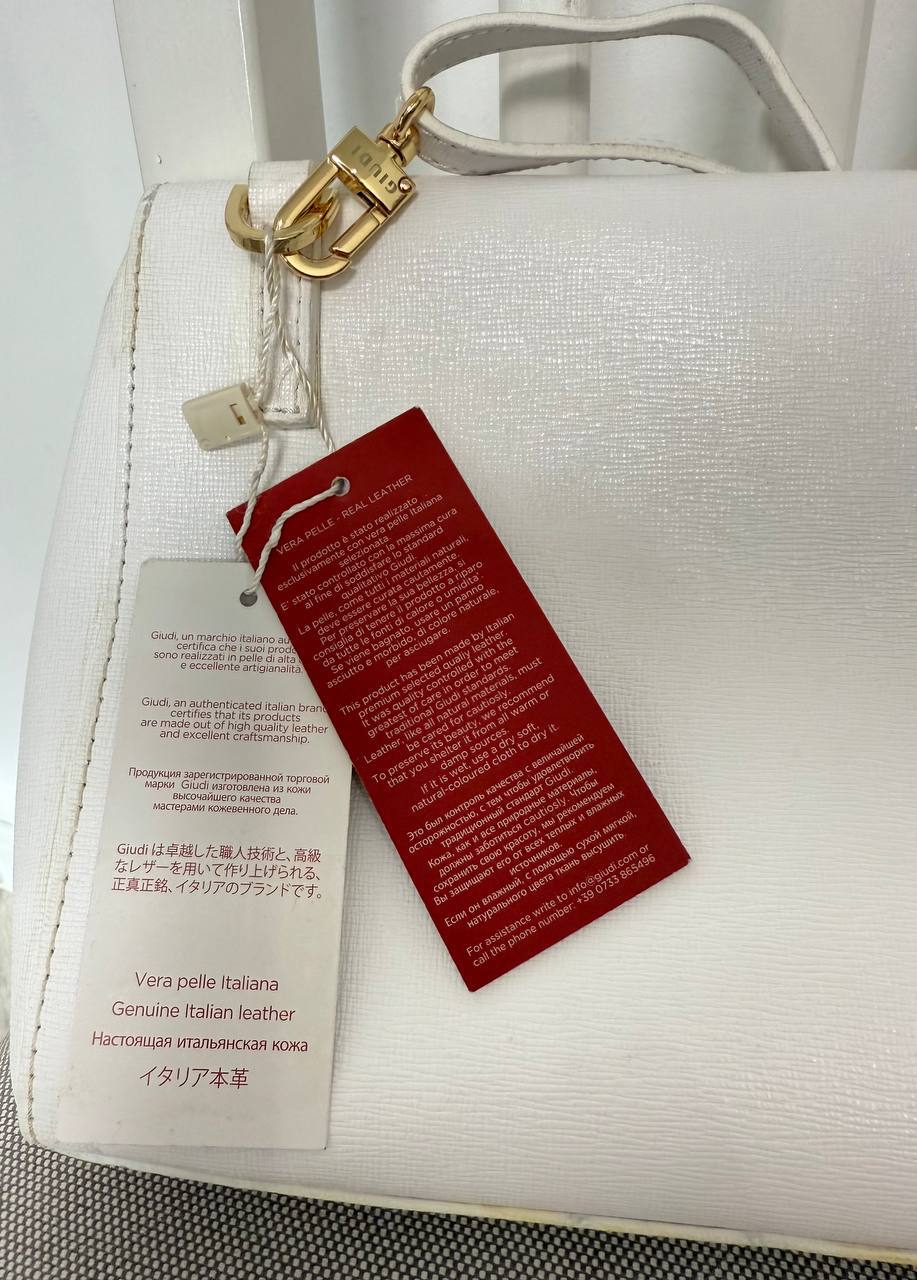 GIUDI
Giudi, un marchio italiano
certifica che i suoi
sono realizzati in pelle di alta
e eccellente artigianalità.
Giudi, an authenticated italian brand
certifies that its products
are made out of high quality leather
and excellent craftsmanship.
Продукция зарегистрированной торговой
марки Giudi изготовлена из кожи
высочайшего качества
мастерами кожевенного дела.
Giudi は卓越した職人技術と、高級
なレザーを用いて作り上げられる、
正真正銘、イタリアのブランドです。
Vera pelle Italiana
Genuine Italian leather
Настоящая итальянская кожа
イタリア本革
VERA PELLE - REAL LEATHER
Il prodotto è stato realizzato
esclusivamente con vera pelle italiana
selezionata.
E' stato controllato con la massima cura
al fine di soddisfare lo standard
qualitativo Giudi.
La pelle, come tutti i materiali naturali,
deve essere curata cautamente.
Per preservare la sua bellezza, si
consiglia di tenere il prodotto a riparo
da tutte le fonti di calore o umidita'.
Se viene bagnato, usare un panno
asciutto e morbido, di colore naturale,
per asciugare.
This product has been made by Italian
premium selected quality leather.
It was quality controlled with the
greatest of care in order to meet
traditional Giudi standards.
Leather, like all natural materials, must
be cared for cautiously.
To preserve its beauty, we recommend
that you shelter it from all warm or
damp sources.
If it is wet, use a dry soft,
natural-coloured cloth to dry it.
Это был контроль качества с величайшей
осторожностью, с тем чтобы удовлетворить
традиционный стандарт Giudi.
Кожа, как и все природные материалы,
должны заботиться cautiosly. Чтобы
сохранить свою красоту, мы рекомендуем
Вы защищают его от всех теплых и влажных
источников.
Если он влажный, с помощью сухой мягкой,
натурального цвета ткань высушить.
For assistance write to info@giudi.com or
call the phone number: +39 0733 865496